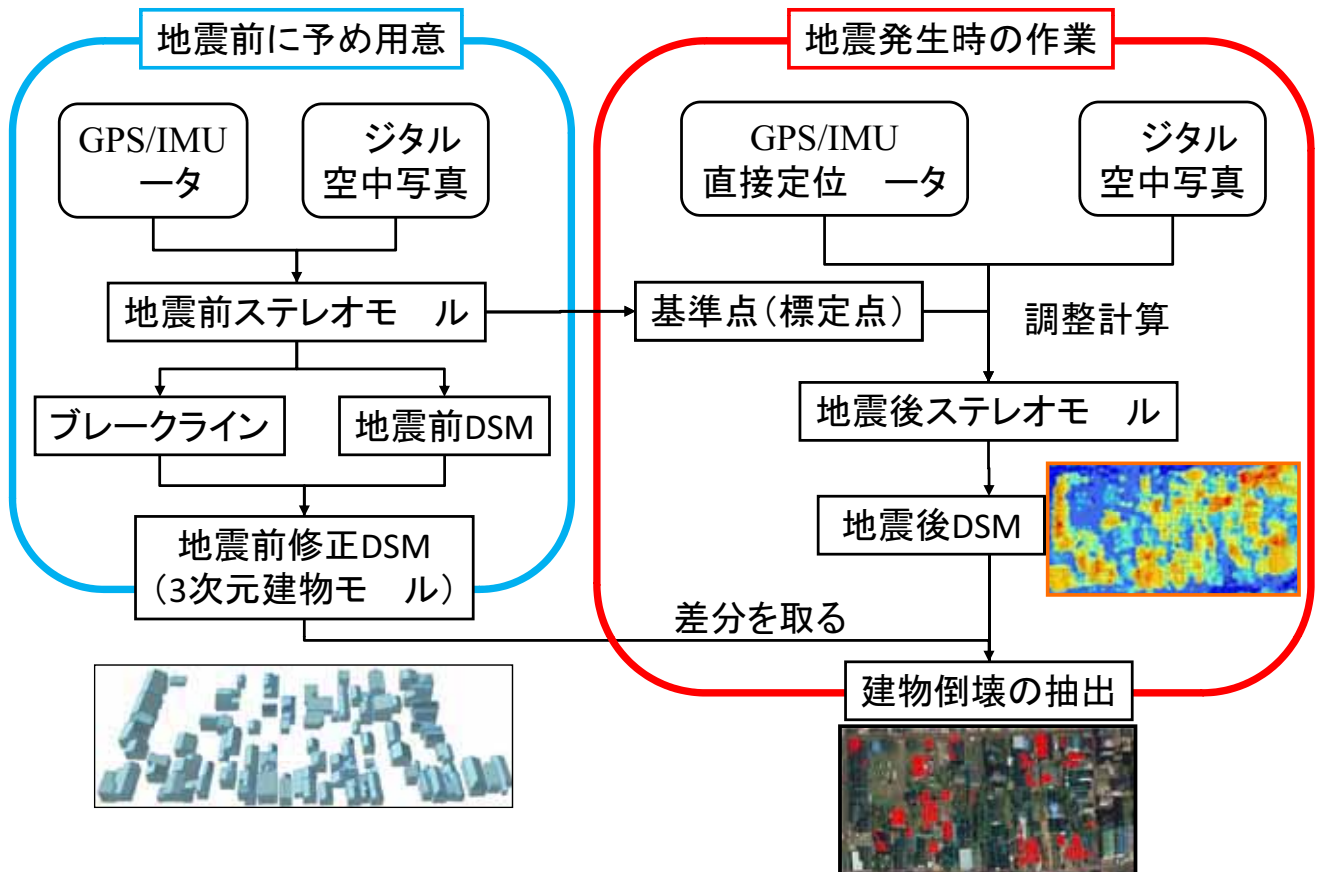 地震前に予め用意
GPS/IMU
ータ
ジタル
空中写真
地震前ステレオモ ル
ブレークライン
地震前DSM
地震前修正DSM
（3次元建物モ ル）
地震発生時の作業
GPS/IMU
直接定位 ータ
ジタル
空中写真
基準点（標定点）
調整計算
地震後ステレオモ ル
地震後DSM
差分を取る
建物倒壊の抽出